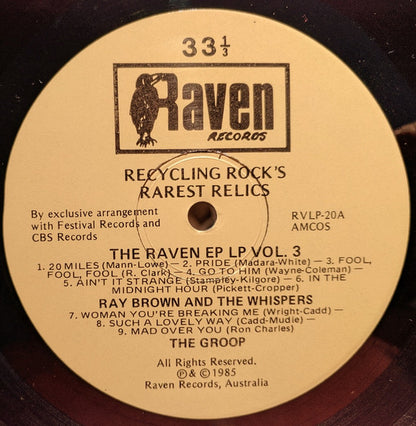 33⅓
Raven
RECORDS
RECYCLING ROCK'S
RAREST RELICS
By exclusive arrangement
with Festival Records and
CBS Records
RVLP-20A
AMCOS
THE RAVEN EP LP VOL. 3
1. 20 MILES (Mann-Lowe) — 2. PRIDE (Madara-White) — 3. FOOL,
FOOL, FOOL (R. Clark) — 4. GO TO HIM (Wayne-Coleman) —
5. AIN'T IT STRANGE (Stampley-Kilgore) — 6. IN THE
MIDNIGHT HOUR (Pickett-Cropper)
RAY BROWN AND THE WHISPERS
7. WOMAN YOU'RE BREAKING ME (Wright-Cadd) —
8. SUCH A LOVELY WAY (Cadd-Mudie) —
9. MAD OVER YOU (Ron Charles)
THE GROOP
All Rights Reserved.
℗ & © 1985
Raven Records, Australia